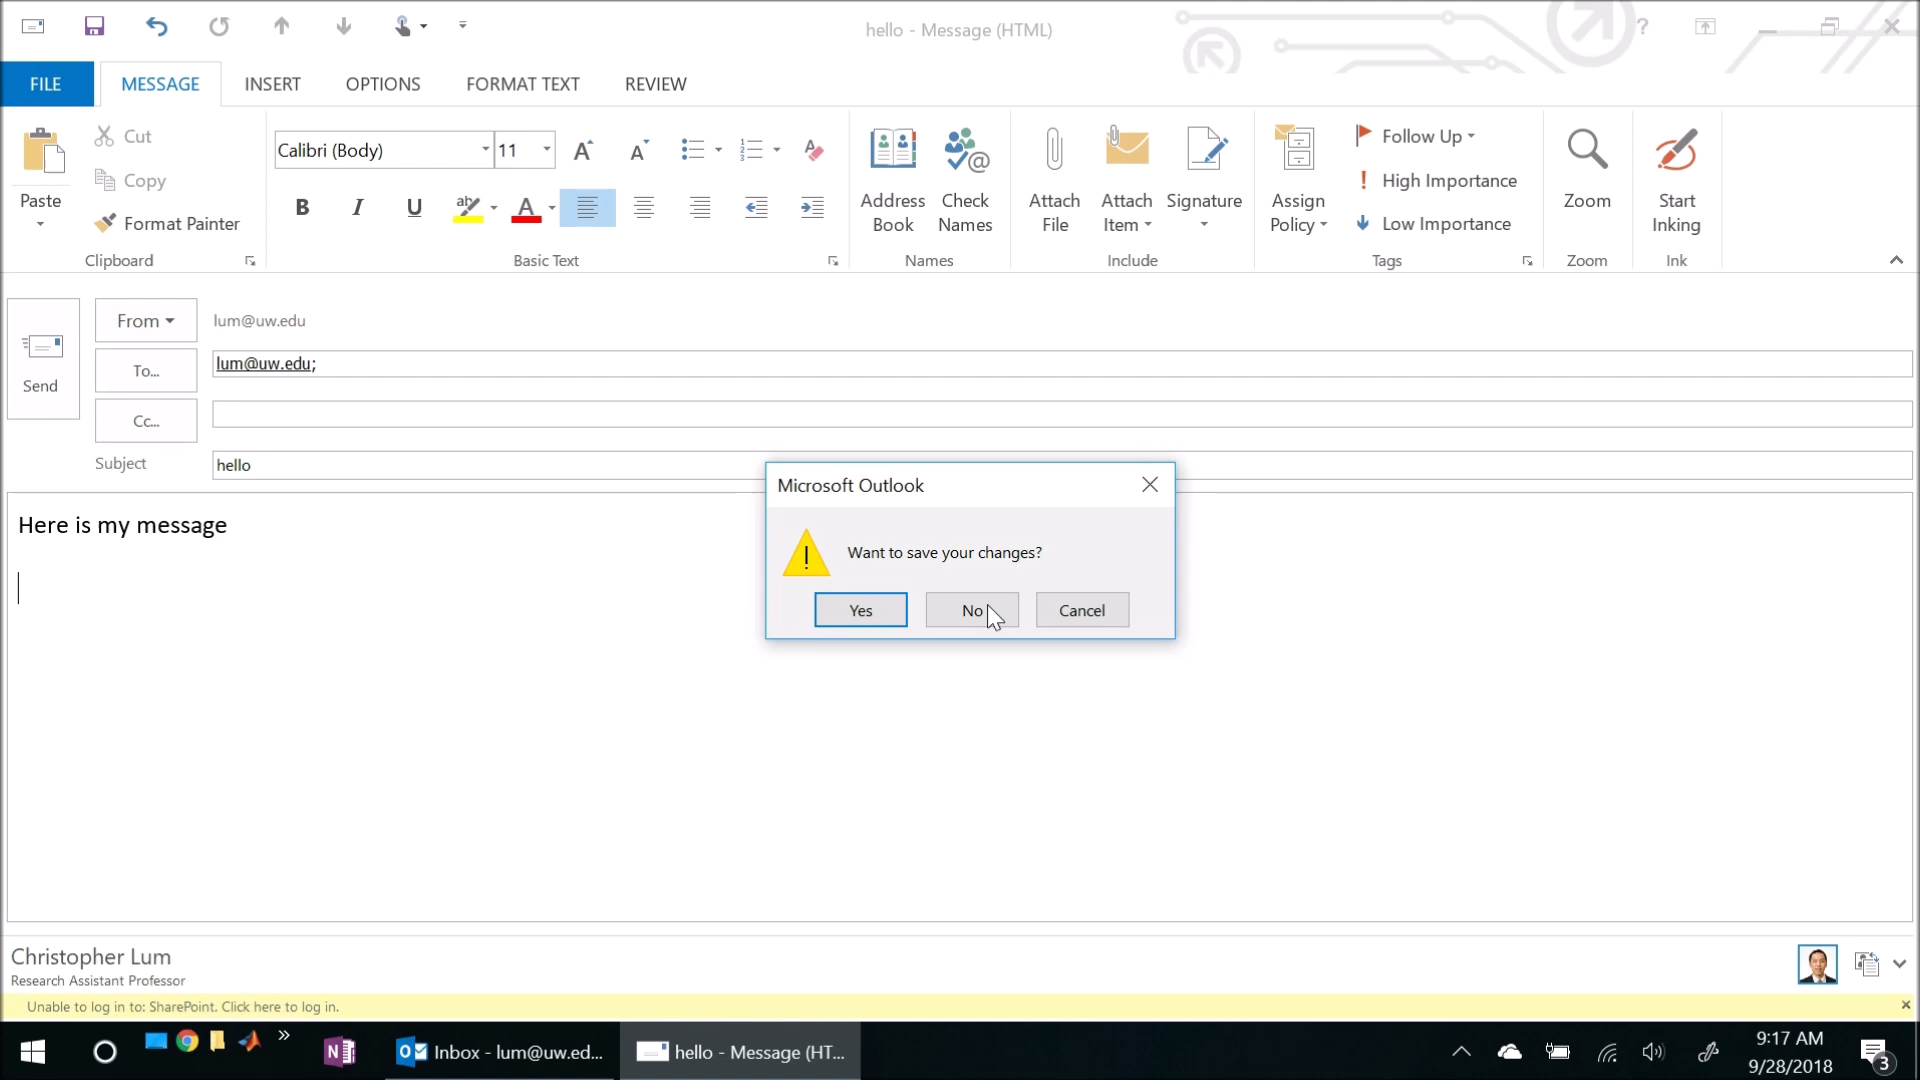 hello - Message (HTML)
?
FILE
MESSAGE
INSERT
OPTIONS
FORMAT TEXT
REVIEW
Paste
Cut
Copy
Format Painter
Clipboard
Calibri (Body)
11
B I U
Basic Text
Address Book
Check Names
Names
Attach File
Attach Item
Signature
Include
Assign Policy
Follow Up
High Importance
Low Importance
Tags
Zoom
Zoom
Start Inking
Ink
Send
From
lum@uw.edu
To...
lum@uw.edu;
Cc...
Subject
hello
Here is my message
Microsoft Outlook
Want to save your changes?
Yes
No
Cancel
Christopher Lum
Research Assistant Professor
Unable to log in to: SharePoint. Click here to log in.
Inbox - lum@uw.ed...
hello - Message (HT...
9:17 AM
9/28/2018
3